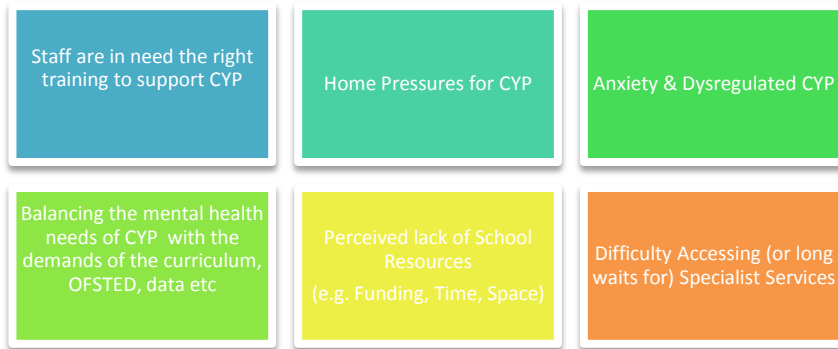 Staff are in need the right
training to support CYP
Home Pressures for CYP
Anxiety & Dysregulated CYP
Balancing the mental health
needs of CYP with the
demands of the curriculum,
OFSTED, data etc
Perceived lack of School
Resources
(e.g. Funding, Time, Space)
Difficulty Accessing (or long
waits for) Specialist Services